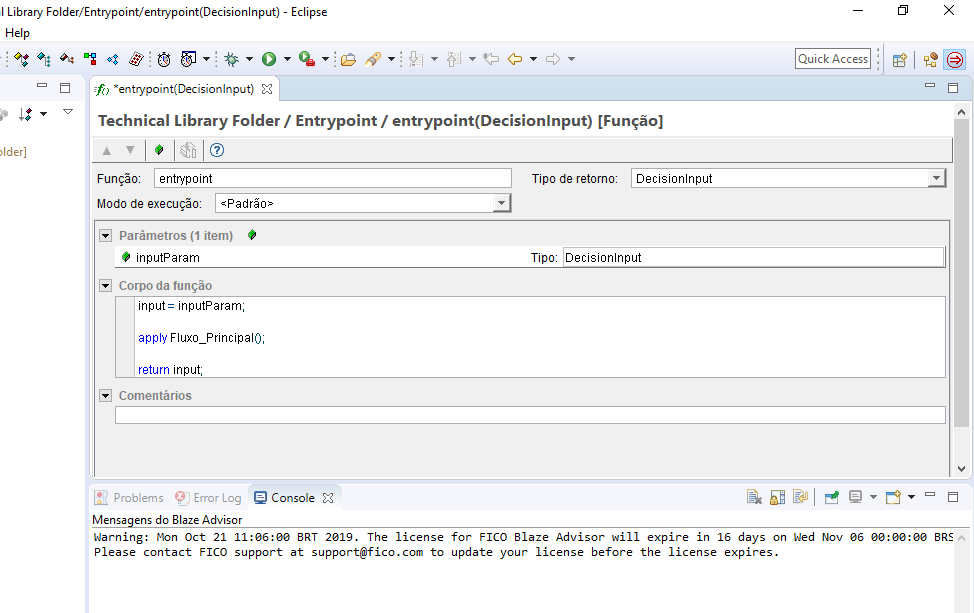 l Library Folder/Entrypoint/entrypoint(DecisionInput) - Eclipse
Help
Quick Access
*entrypoint(DecisionInput)
older]
Technical Library Folder / Entrypoint / entrypoint(DecisionInput) [Função]
Função: entrypoint Tipo de retorno: DecisionInput
Modo de execução: <Padrão>
Parâmetros (1 item)
inputParam Tipo: DecisionInput
Corpo da função
input = inputParam;
apply Fluxo_Principal();
return input;
Comentários
Problems Error Log Console
Mensagens do Blaze Advisor
Warning: Mon Oct 21 11:06:00 BRT 2019. The license for FICO Blaze Advisor will expire in 16 days on Wed Nov 06 00:00:00 BRS
Please contact FICO support at support@fico.com to update your license before the license expires.